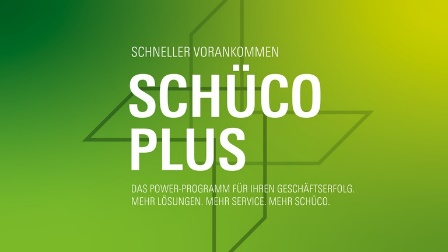 SCHNELLER VORANKOMMEN
SCHÜCO
PLUS
DAS POWER-PROGRAMM FÜR IHREN GESCHÄFTSERFOLG.
MEHR LÖSUNGEN. MEHR SERVICE. MEHR SCHÜCO.